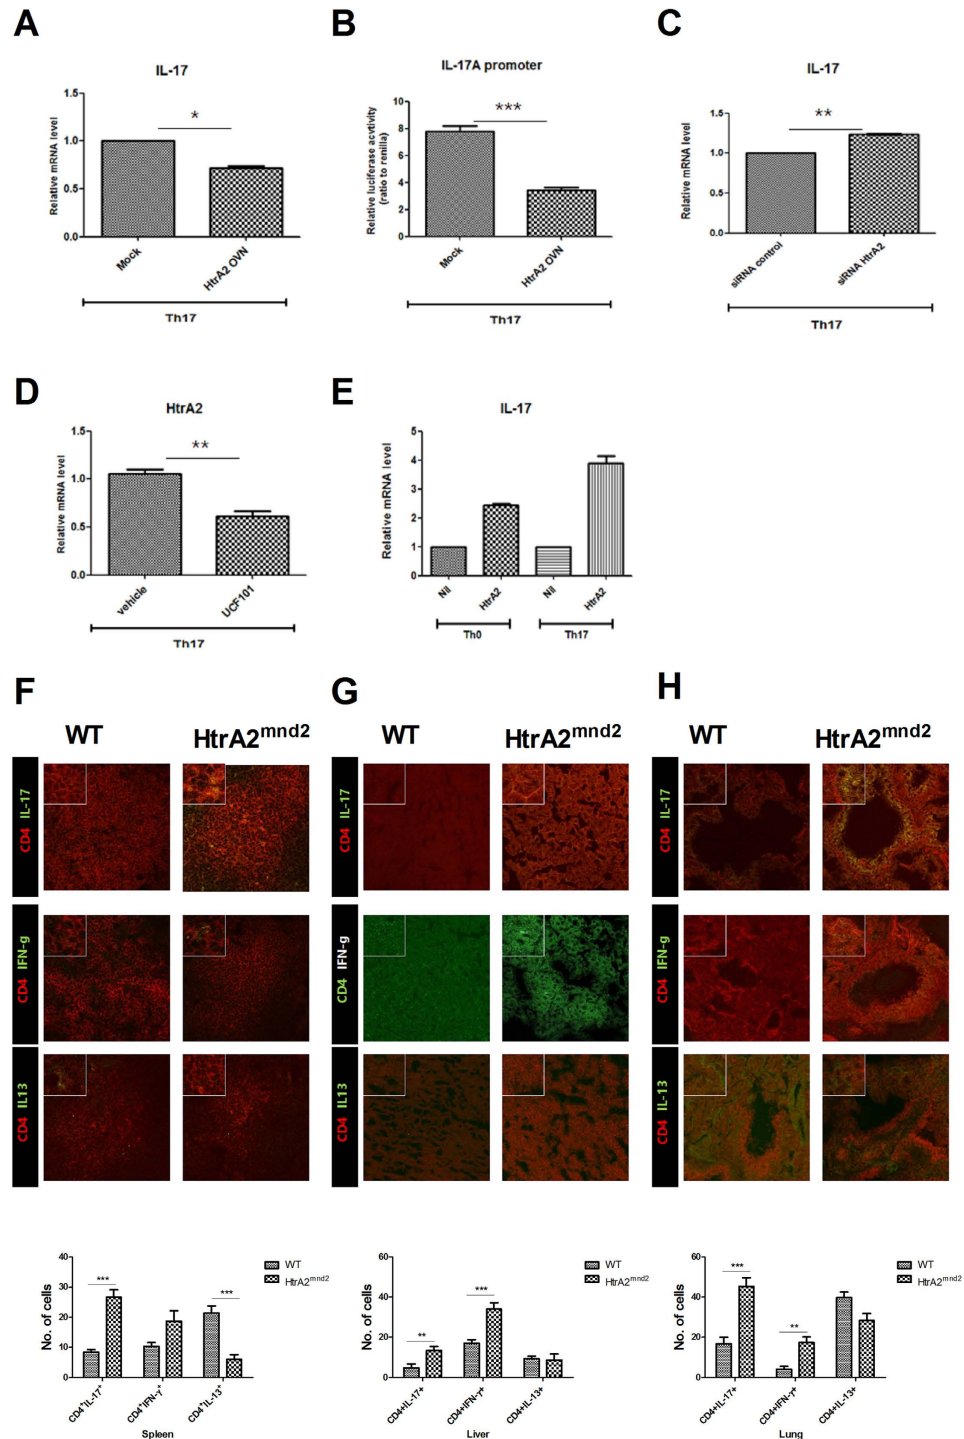 A
IL-17
Relative mRNA level
1.5
1.0
0.5
0.0
*
Mock
HtrA2 OVN
Th17
B
IL-17A promoter
Relative luciferase acvtivity
(ratio to renilla)
10
8
6
4
2
0
***
Mock
HtrA2 OVN
Th17
C
IL-17
Relative mRNA level
1.5
1.0
0.5
0.0
**
siRNA control
siRNA HtrA2
Th17
D
HtrA2
Relative mRNA level
1.5
1.0
0.5
0.0
**
vehicle
UCF101
Th17
E
IL-17
Relative mRNA level
5
4
3
2
1
0
Nil
HtrA2
Nil
HtrA2
Th0
Th17
F
WT
HtrA2mnd2
CD4 IL-17
CD4 IFN-g
CD4 IL13
No. of cells
40
30
20
10
0
***
***
WT
HtrA2mnd2
CD4+IL-17+
CD4+IFN-γ+
CD4+IL-13+
Spleen
G
WT
HtrA2mnd2
CD4 IL-17
CD4 IFN-g
CD4 IL13
No. of cells
60
40
20
0
**
***
WT
HtrA2mnd2
CD4+IL-17+
CD4+IFN-γ+
CD4+IL-13+
Liver
H
WT
HtrA2mnd2
CD4 IL-17
CD4 IFN-g
CD4 IL-13
No. of cells
60
40
20
0
***
**
WT
HtrA2mnd2
CD4+IL-17+
CD4+IFN-γ+
CD4+IL-13+
Lung